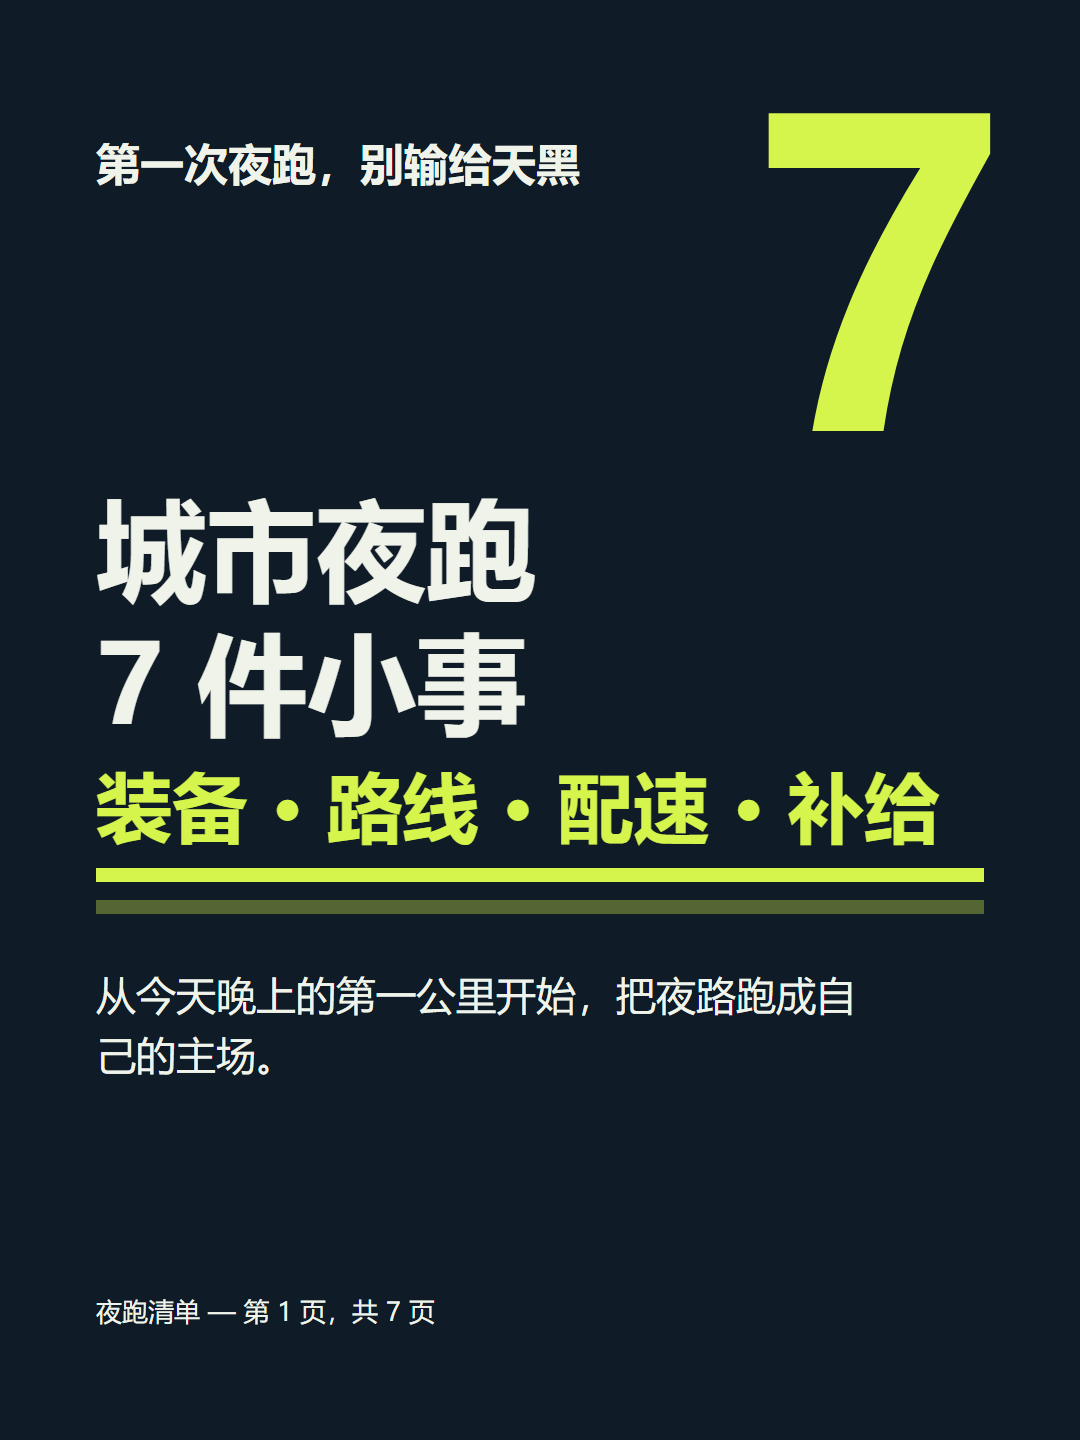 第一次夜跑，别输给天黑
7
城市夜跑
7 件小事
装备・路线・配速・补给
从今天晚上的第一公里开始，把夜路跑成自
己的主场。
夜跑清单 — 第 1 页，共 7 页